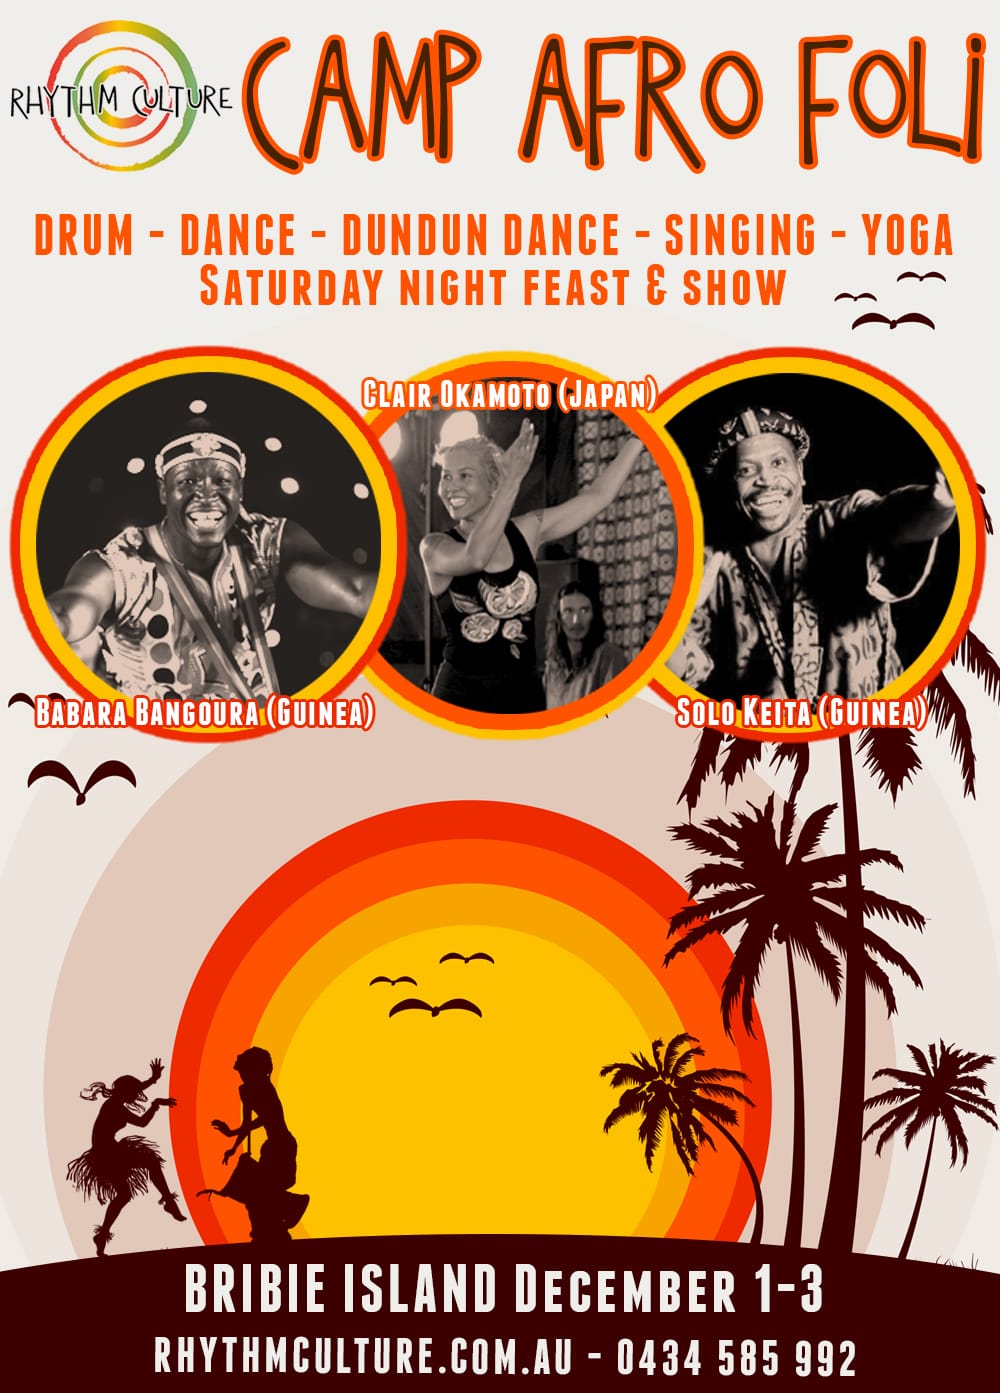 RHYTHM CULTURE
CAMP AFRO FOLI
DRUM - DANCE - DUNDUN DANCE - SINGING - YOGA
SATURDAY NIGHT FEAST & SHOW
CLAIR OKAMOTO (JAPAN)
BABARA BANGOURA (GUINEA)
SOLO KEITA (GUINEA)
BRIBIE ISLAND DECEMBER 1-3
RHYTHMCULTURE.COM.AU - 0434 585 992